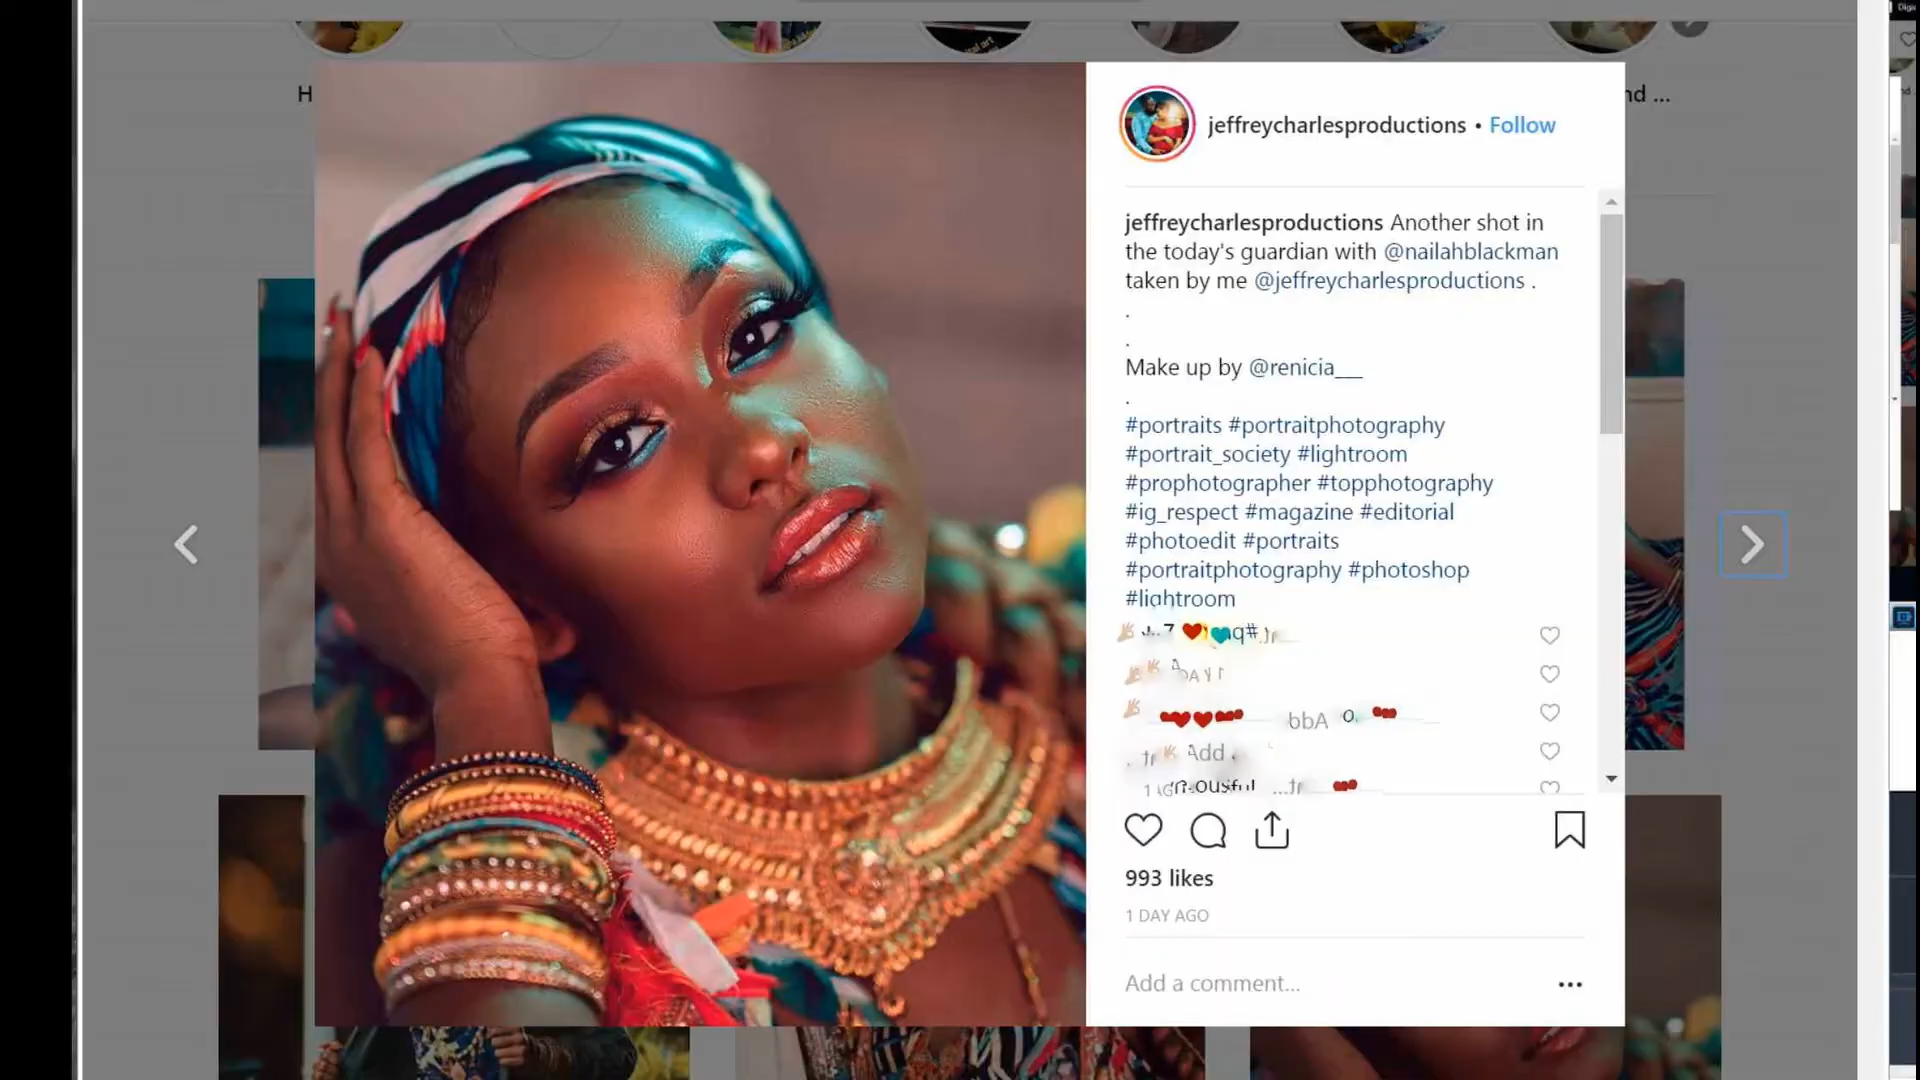 jeffreycharlesproductions • Follow
jeffreycharlesproductions Another shot in
the today's guardian with @nailahblackman
taken by me @jeffreycharlesproductions .
.
.
Make up by @renicia___
.
#portraits #portraitphotography
#portrait_society #lightroom
#prophotographer #topphotography
#ig_respect #magazine #editorial
#photoedit #portraits
#portraitphotography #photoshop
#lightroom
Add
993 likes
1 DAY AGO
Add a comment...